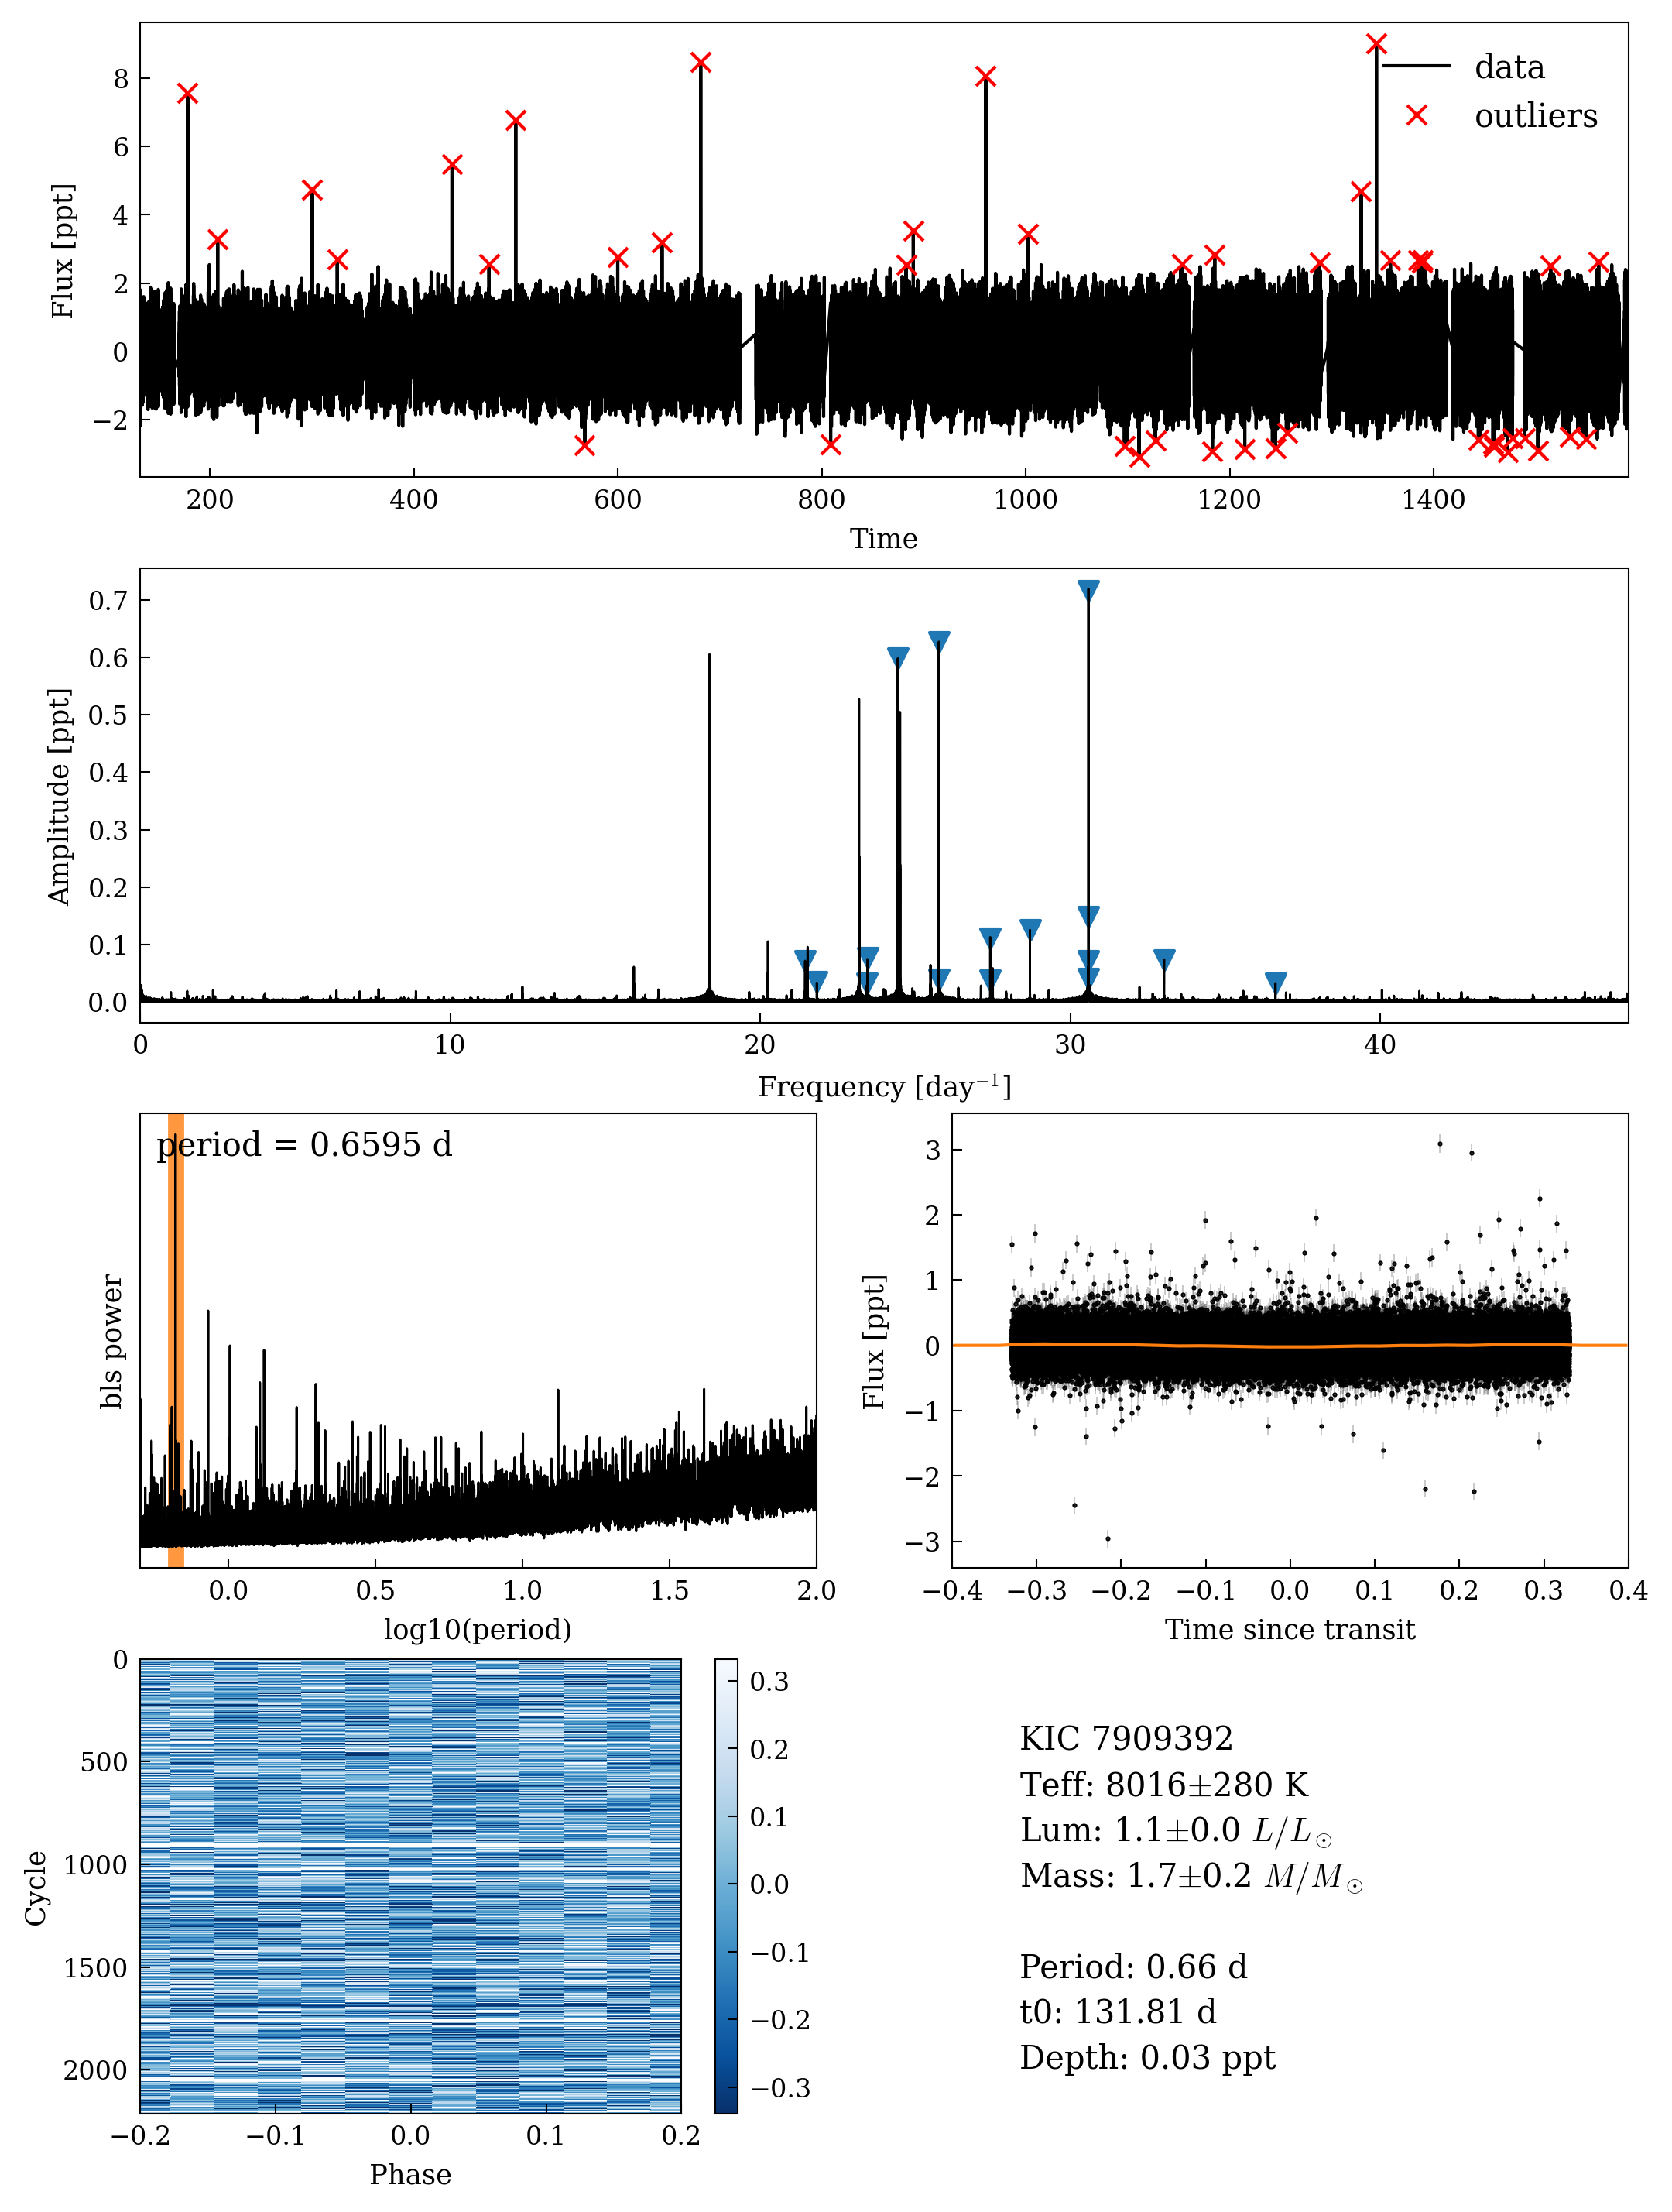 8
6
4
2
0
−2
Flux [ppt]
data
outliers
200 400 600 800 1000 1200 1400
Time
0.7
0.6
0.5
0.4
0.3
0.2
0.1
0.0
Amplitude [ppt]
0 10 20 30 40
Frequency [day⁻¹]
period = 0.6595 d
bls power
0.0 0.5 1.0 1.5 2.0
log10(period)
3
2
1
0
−1
−2
−3
Flux [ppt]
−0.4 −0.3 −0.2 −0.1 0.0 0.1 0.2 0.3 0.4
Time since transit
0
500
1000
1500
2000
Cycle
−0.2 −0.1 0.0 0.1 0.2
Phase
0.3
0.2
0.1
0.0
−0.1
−0.2
−0.3
KIC 7909392
Teff: 8016±280 K
Lum: 1.1±0.0 L/L⊙
Mass: 1.7±0.2 M/M⊙
Period: 0.66 d
t0: 131.81 d
Depth: 0.03 ppt